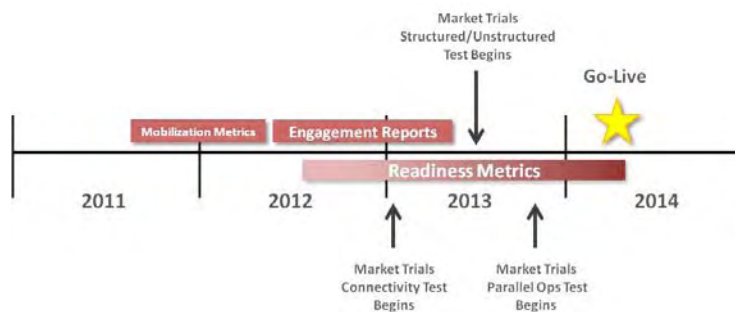 Market Trials
Structured/Unstructured
Test Begins
Go-Live
Mobilization Metrics
Engagement Reports
Readiness Metrics
2011
2012
2013
2014
Market Trials
Connectivity Test
Begins
Market Trials
Parallel Ops Test
Begins